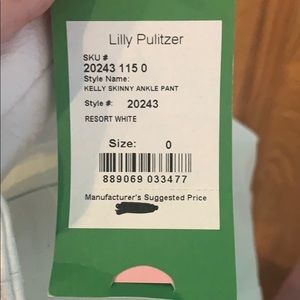 Lilly Pulitzer
SKU #
20243 115 0
Style Name:
KELLY SKINNY ANKLE PANT
Style #: 20243
RESORT WHITE
Size: 0
889069 033477
Manufacturer's Suggested Price